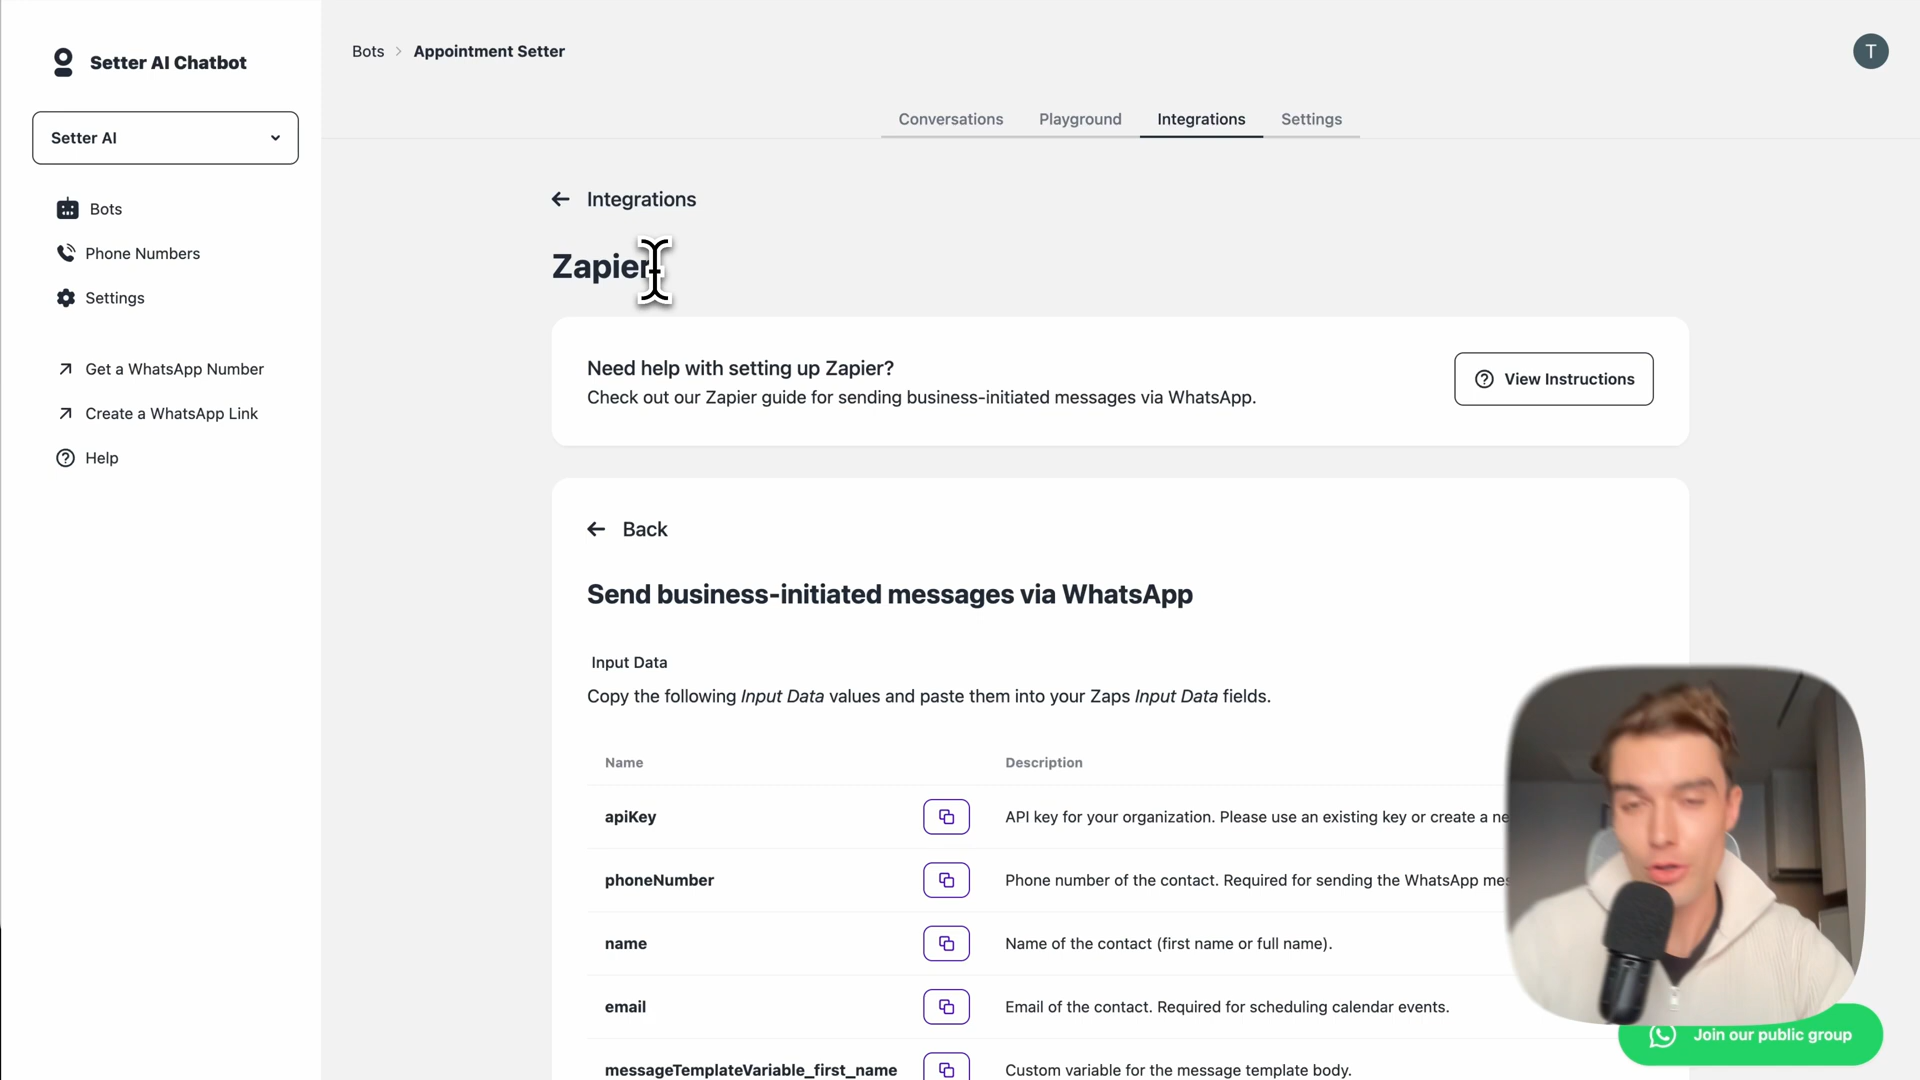 Setter AI Chatbot
Setter AI
Bots
Phone Numbers
Settings
Get a WhatsApp Number
Create a WhatsApp Link
Help
Bots > Appointment Setter
T
Conversations
Playground
Integrations
Settings
Integrations
Zapier
Need help with setting up Zapier?
Check out our Zapier guide for sending business-initiated messages via WhatsApp.
View Instructions
Back
Send business-initiated messages via WhatsApp
Input Data
Copy the following Input Data values and paste them into your Zaps Input Data fields.
Name
Description
apiKey
API key for your organization. Please use an existing key or create a
phoneNumber
Phone number of the contact. Required for sending the WhatsApp
name
Name of the contact (first name or full name).
email
Email of the contact. Required for scheduling calendar events.
messageTemplateVariable_first_name
Custom variable for the message template body.
Join our public group